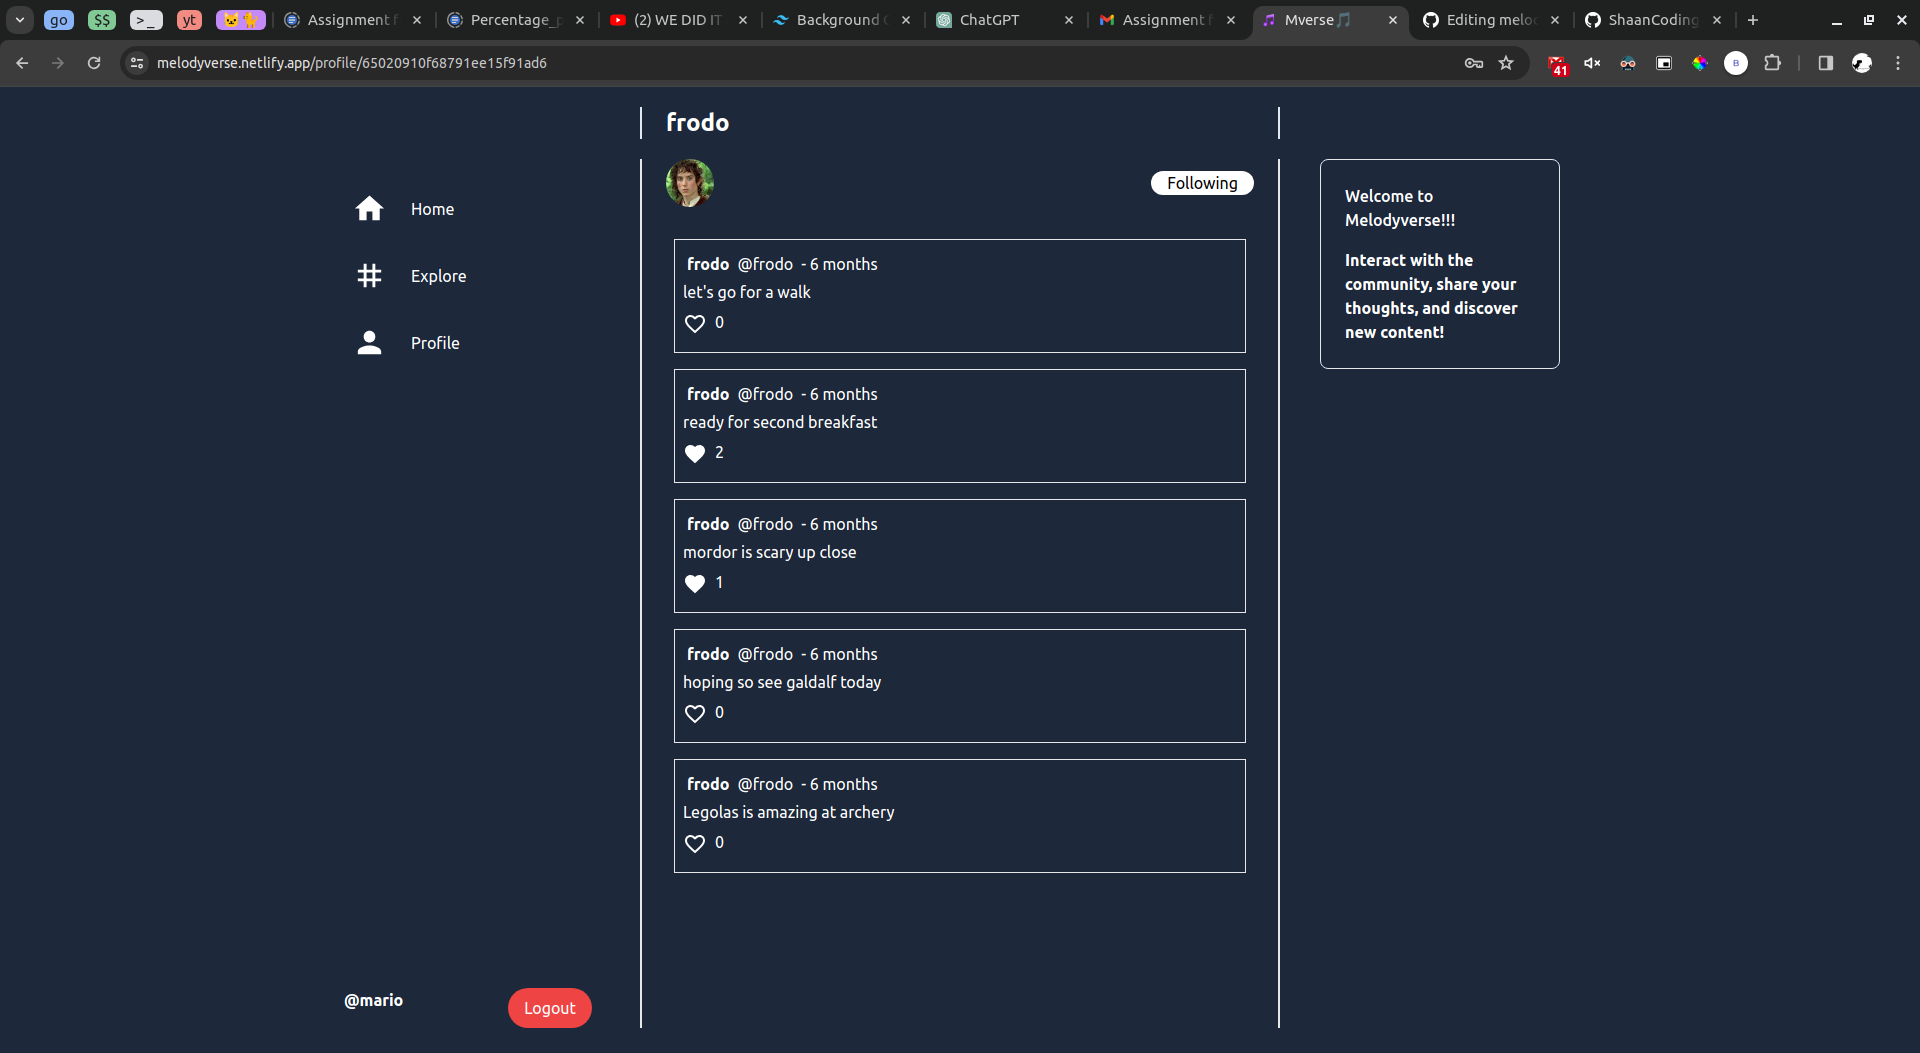 go
$$
>_
yt
Assignment f
Percentage_p
(2) WE DID IT
Background
ChatGPT
Assignment f
Mverse
Editing melo
ShaanCoding
melodyverse.netlify.app/profile/65020910f68791ee15f91ad6
41
B
frodo
Following
Home
Explore
Profile
frodo @frodo - 6 months
let's go for a walk
0
frodo @frodo - 6 months
ready for second breakfast
2
frodo @frodo - 6 months
mordor is scary up close
1
frodo @frodo - 6 months
hoping so see galdalf today
0
frodo @frodo - 6 months
Legolas is amazing at archery
0
Welcome to
Melodyverse!!!
Interact with the
community, share your
thoughts, and discover
new content!
@mario
Logout